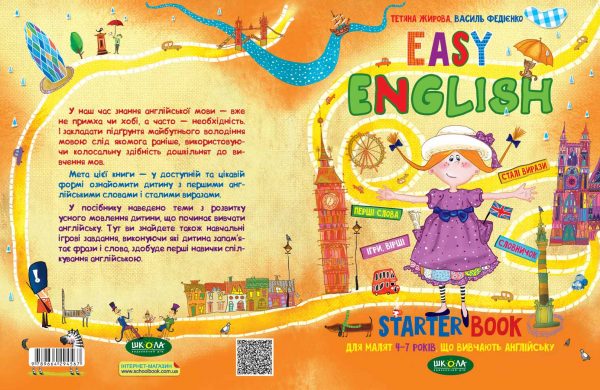 У наш час знання англійської мови — вже
не примха чи хобі, а часто — необхідність.
І закладати підґрунтя майбутнього володіння
мовою слід якомога раніше, використовую-
чи колосальну здібність дошкільнят до ви-
вчення мов.
Мета цієї книги — у доступній та цікавій
формі ознайомити дитину з першими анг-
лійськими словами і сталими виразами.
У посібнику наведено теми з розвитку
усного мовлення дитини, що починає вивчати
англійську. Тут ви знайдете також навчальні
ігрові завдання, виконуючи які дитина запам'я-
тає фрази і слова, здобуде перші навички спіл-
кування англійською.
ШКОЛА
ІНТЕРНЕТ-МАГАЗИН
www.schoolbook.com.ua
ТЕТЯНА ЖИРОВА, ВАСИЛЬ ФЕДІЄНКО
EASY
ENGLISH
СТАЛІ ВИРАЗИ
ПЕРШІ СЛОВА
ІГРИ, ВІРШІ
СЛОВНИЧОК
STARTER BOOK
ДЛЯ МАЛЯТ 4-7 РОКІВ, ЩО ВИВЧАЮТЬ АНГЛІЙСЬКУ
ШКОЛА